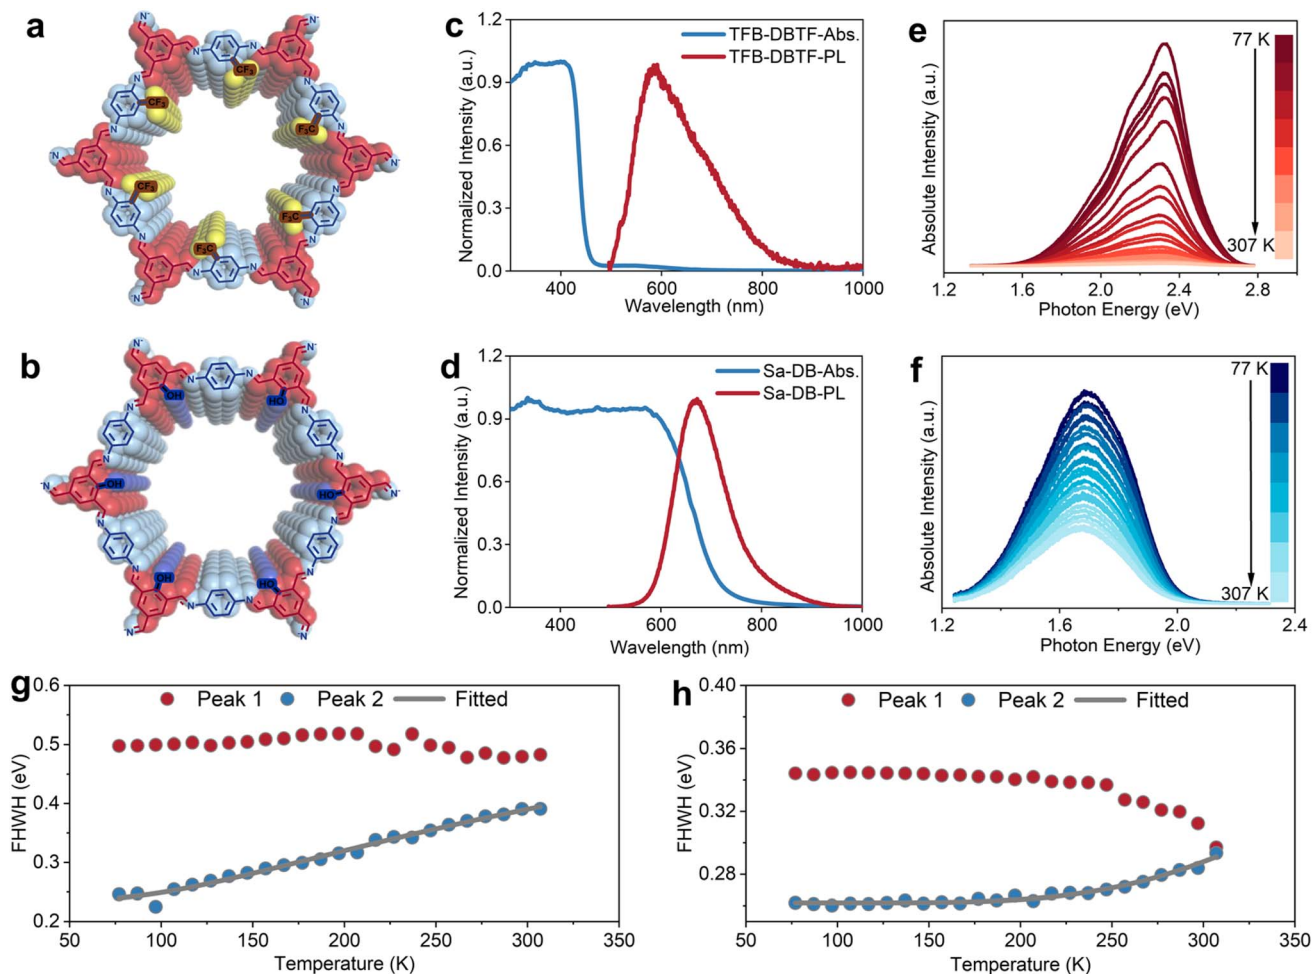 a
N-
N-
N
N
CF3
CF3
F3C
N
N
N-
N-
CF3
N
N
F3C
F3C
N
N
N-
N-
b
N-
N-
N
N
OH
HO
N
N
N-
OH
HO
N-
N
N
OH
HO
N
N
N-
N-
c
TFB-DBTF-Abs.
TFB-DBTF-PL
Normalized Intensity (a.u.)
1.2
0.9
0.6
0.3
0.0
400
600
800
1000
Wavelength (nm)
d
Sa-DB-Abs.
Sa-DB-PL
Normalized Intensity (a.u.)
1.2
0.9
0.6
0.3
0.0
400
600
800
1000
Wavelength (nm)
e
77 K
307 K
Absolute Intensity (a.u.)
1.2
1.6
2.0
2.4
2.8
Photon Energy (eV)
f
77 K
307 K
Absolute Intensity (a.u.)
1.2
1.6
2.0
2.4
Photon Energy (eV)
g
Peak 1 Peak 2 Fitted
FHWH (eV)
0.6
0.5
0.4
0.3
0.2
50 100 150 200 250 300 350
Temperature (K)
h
Peak 1 Peak 2 Fitted
FHWH (eV)
0.40
0.36
0.32
0.28
0.24
50 100 150 200 250 300 350
Temperature (K)